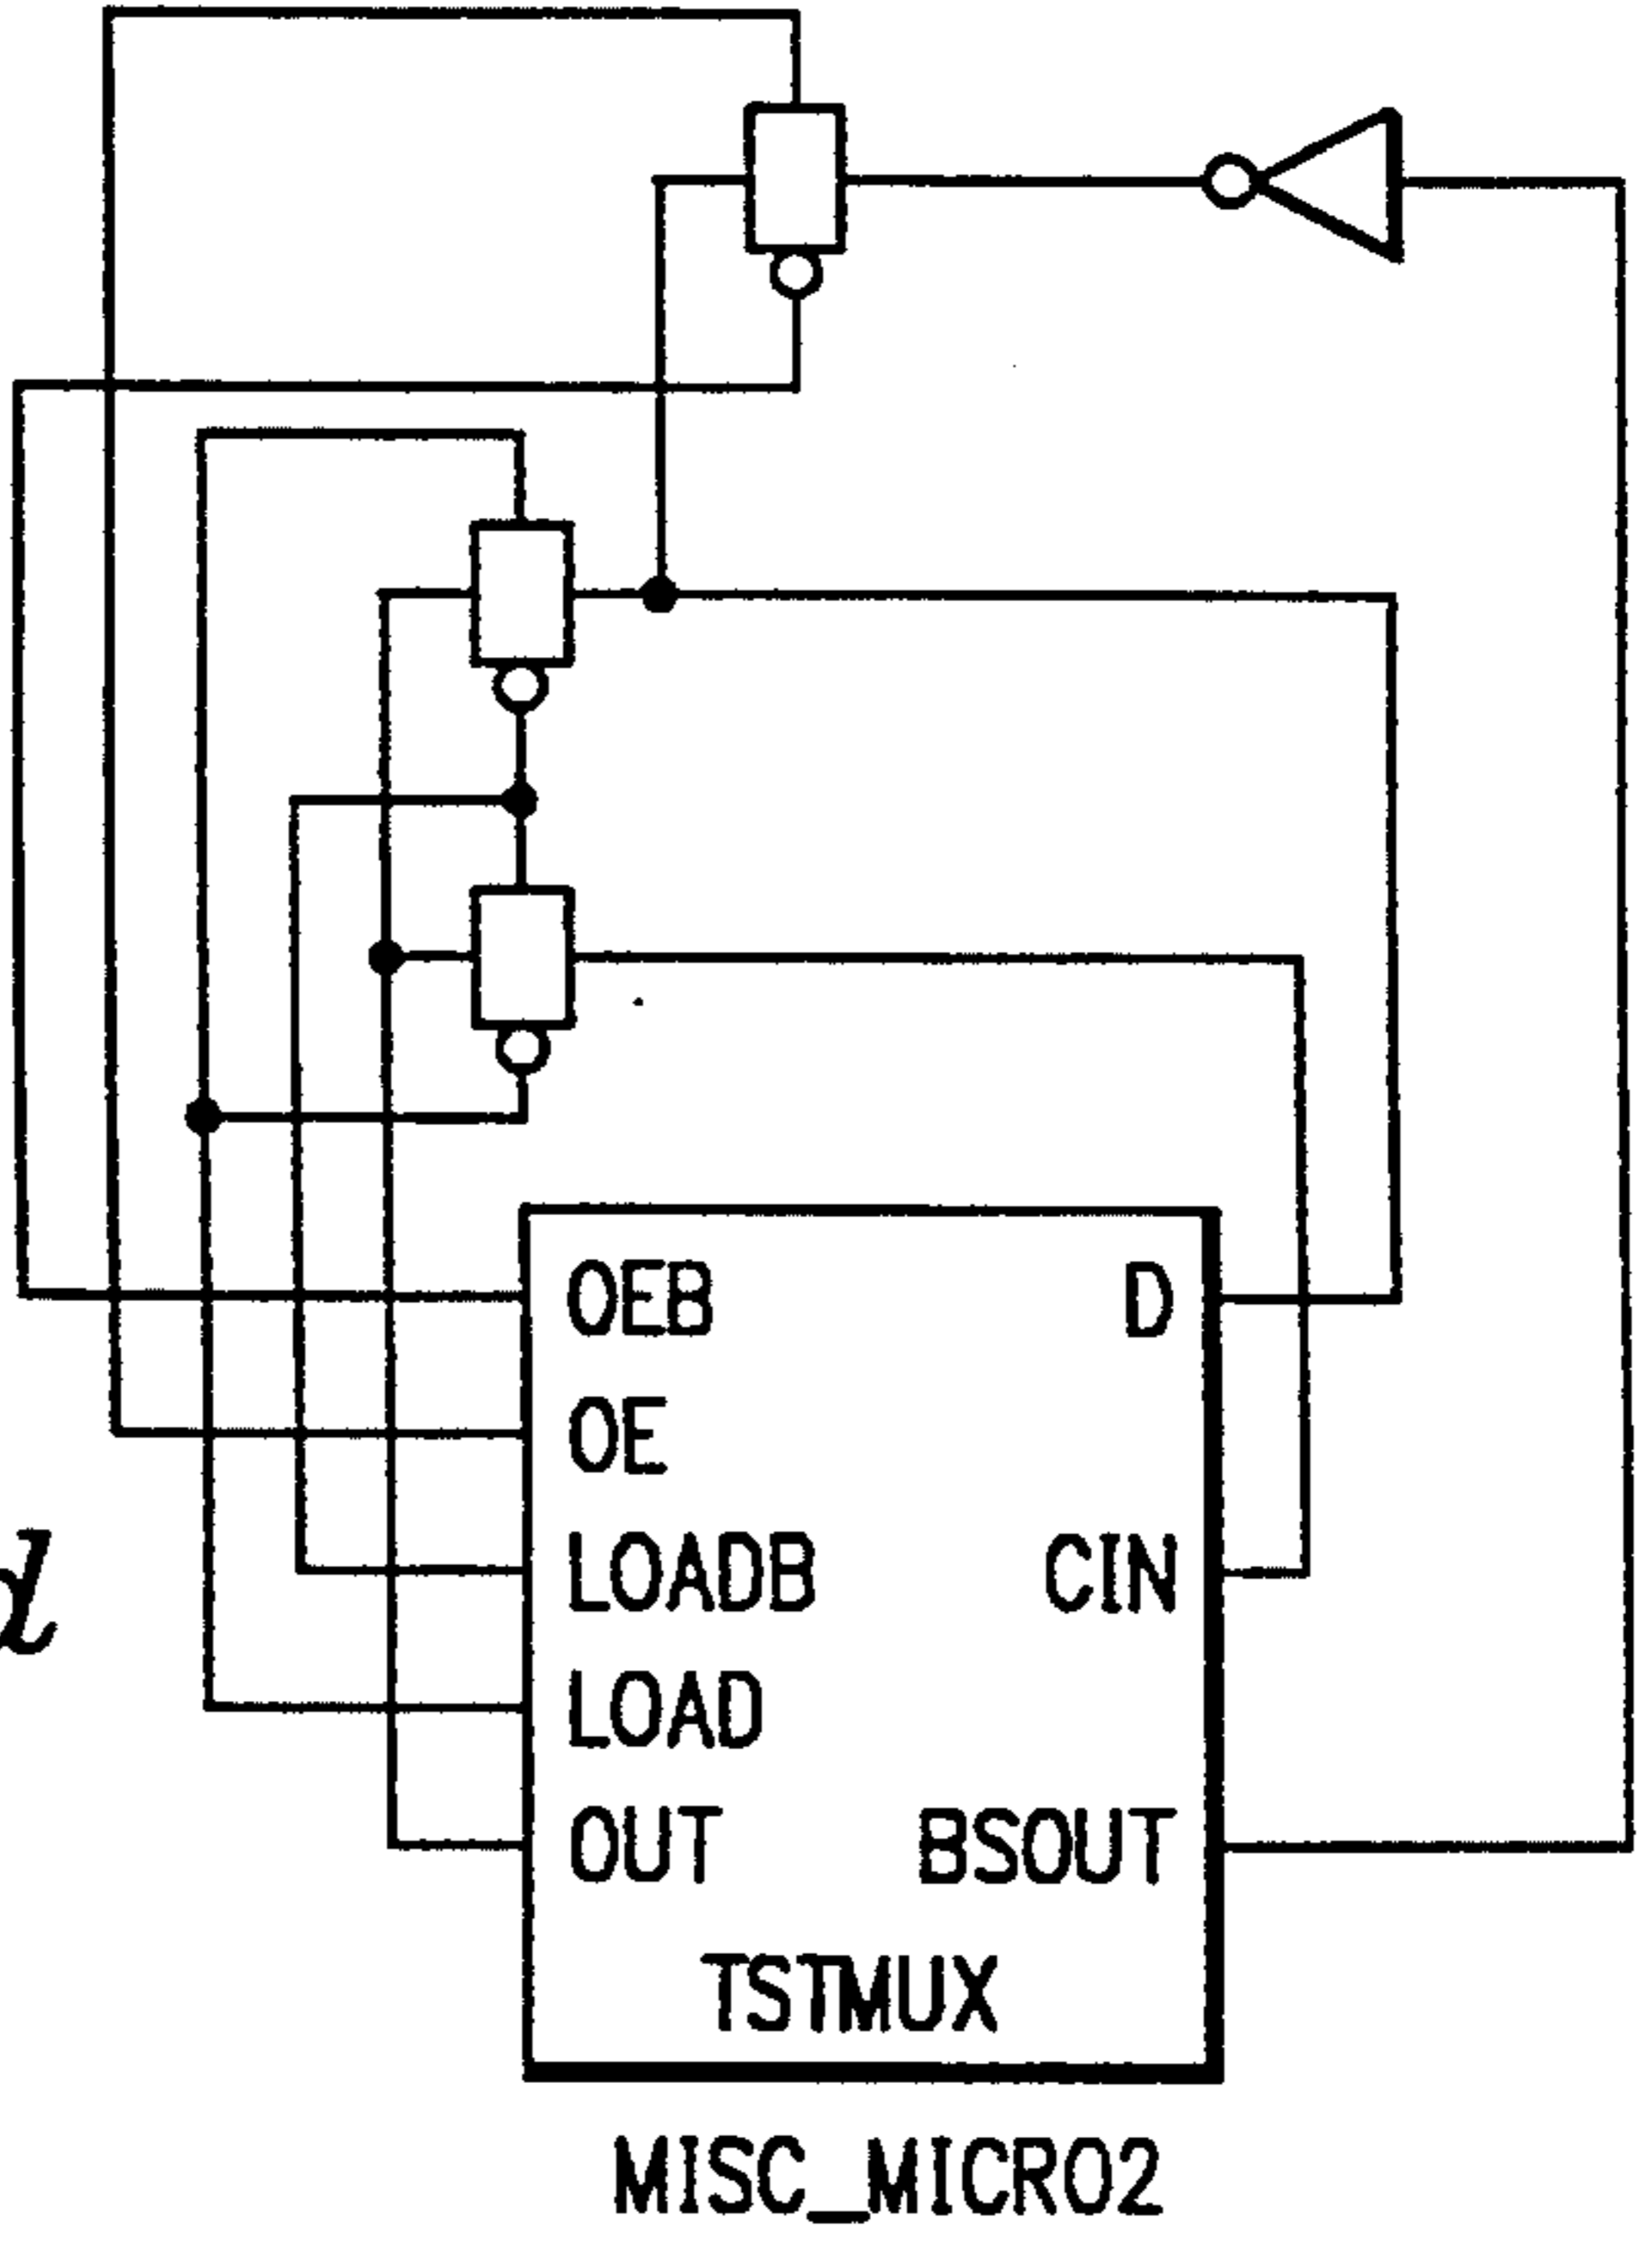 OEB D
OE
LOADB CIN
LOAD
OUT BSOUT
TSTMUX
MISC_MICRO2
d